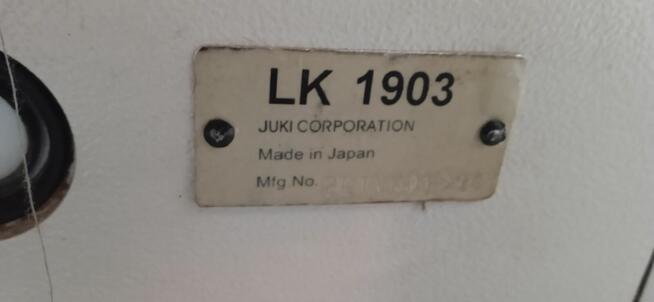 LK 1903
JUKI CORPORATION
Made in Japan
Mfg No.